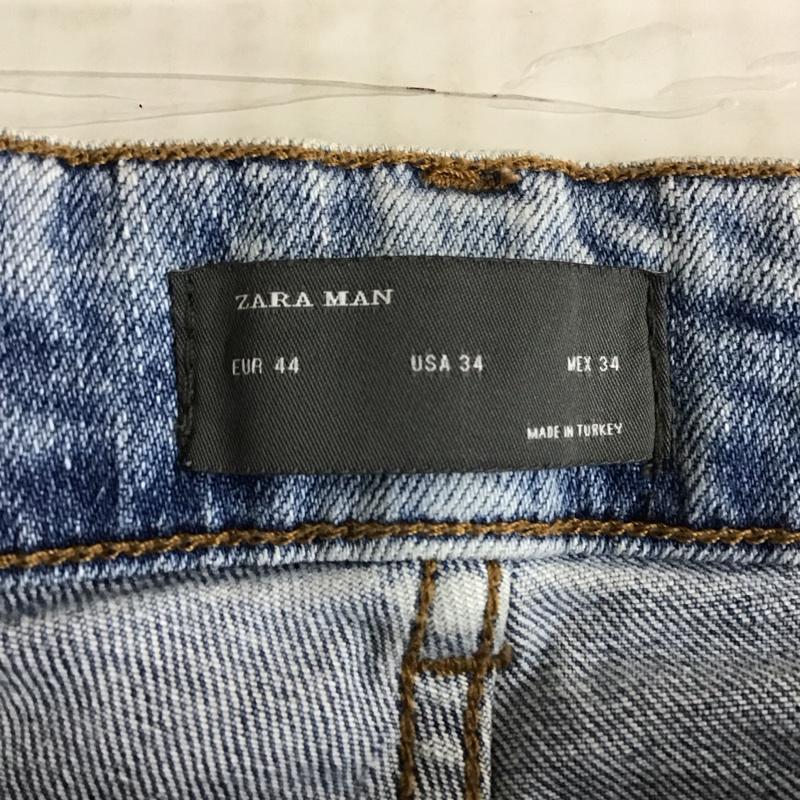 ZARA MAN
EUR 44 USA 34 MEX 34
MADE IN TURKEY